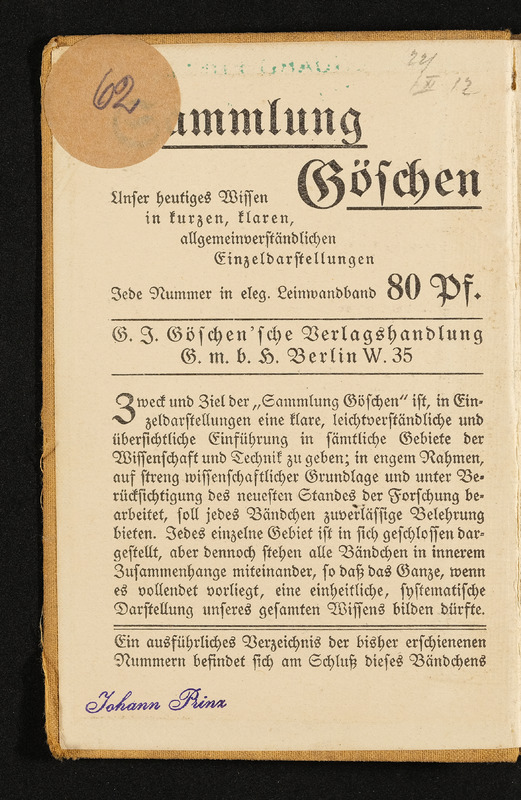 62
22/XI 12
Sammlung
Göschen
Unser heutiges Wissen
in kurzen, klaren,
allgemeinverständlichen
Einzeldarstellungen
Jede Nummer in eleg. Leinwandband 80 Pf.
G. J. Göschen'sche Verlagshandlung
G. m. b. H. Berlin W. 35
Zweck und Ziel der „Sammlung Göschen“ ist, in Ein-
zeldarstellungen eine klare, leichtverständliche und
übersichtliche Einführung in sämtliche Gebiete der
Wissenschaft und Technik zu geben; in engem Rahmen,
auf streng wissenschaftlicher Grundlage und unter Be-
rücksichtigung des neuesten Standes der Forschung be-
arbeitet, soll jedes Bändchen zuverlässige Belehrung
bieten. Jedes einzelne Gebiet ist in sich geschlossen dar-
gestellt, aber dennoch stehen alle Bändchen in innerem
Zusammenhange miteinander, so daß das Ganze, wenn
es vollendet vorliegt, eine einheitliche, systematische
Darstellung unseres gesamten Wissens bilden dürfte.
Ein ausführliches Verzeichnis der bisher erschienenen
Nummern befindet sich am Schluß dieses Bändchens
Johann Prinz